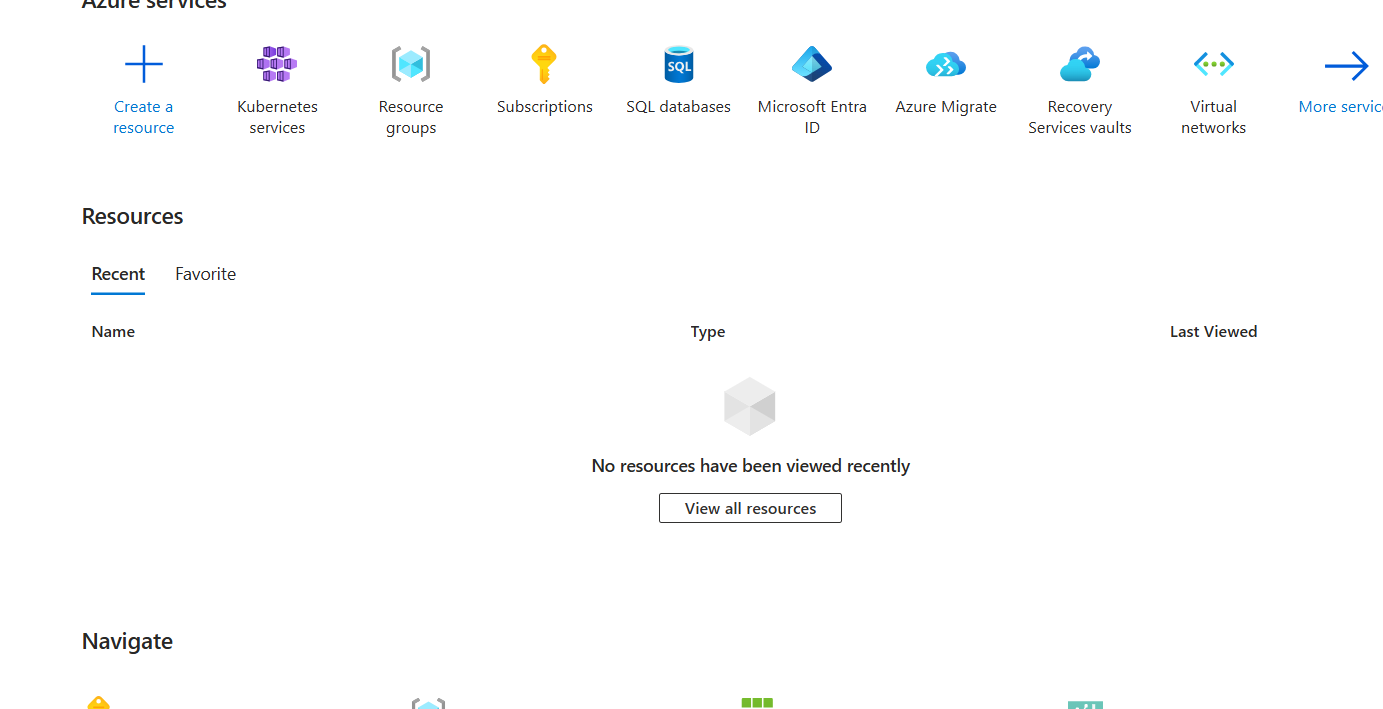 Azure services
Create a
resource
Kubernetes
services
Resource
groups
Subscriptions
SQL
SQL databases
Microsoft Entra
ID
Azure Migrate
Recovery
Services vaults
Virtual
networks
More servic
Resources
Recent
Favorite
Name
Type
Last Viewed
No resources have been viewed recently
View all resources
Navigate